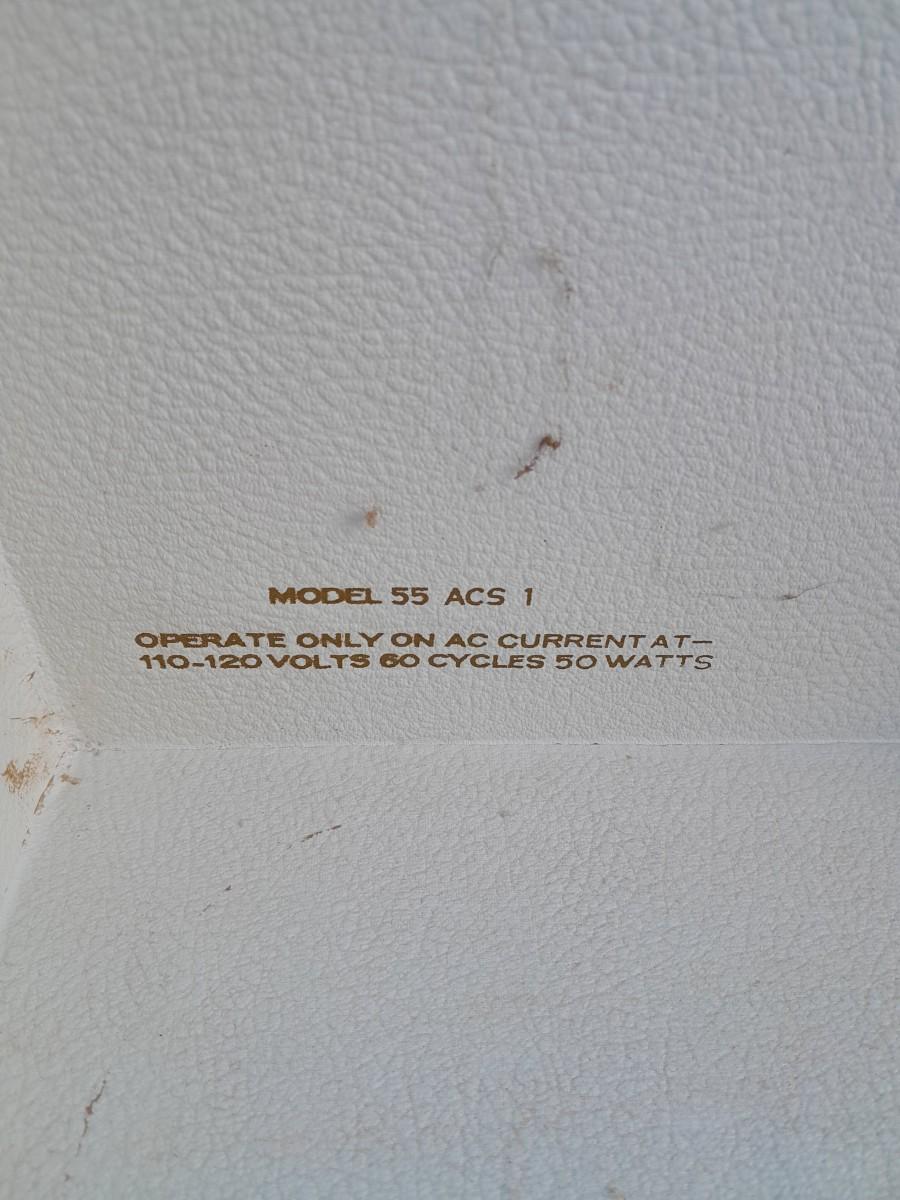 MODEL 55 ACS 1
OPERATE ONLY ON AC CURRENT AT—
110-120 VOLTS 60 CYCLES 50 WATTS